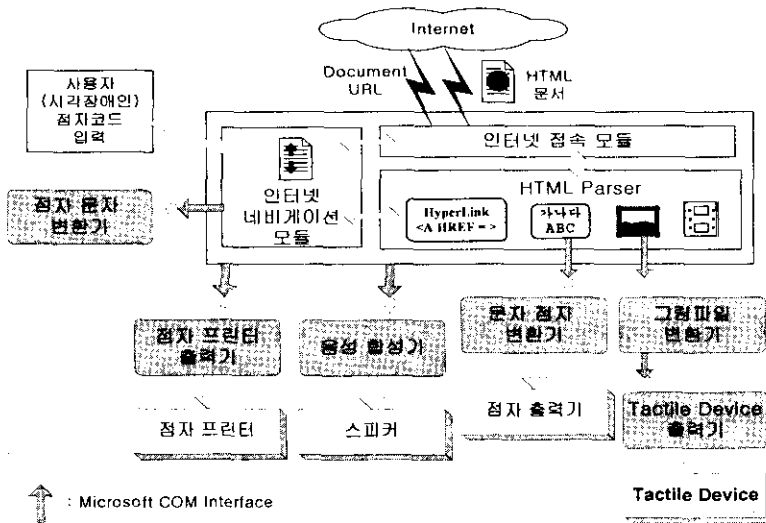 Internet
Document
URL
HTML
문서
사용자
(시각장애인)
점자코드
입력
인터넷 접속 모듈
인터넷
네비게이션
모듈
HTML Parser
HyperLink
<A HREF = >
가나다
ABC
점자 문자
변환기
점자 프린터
출력기
음성 합성기
문자 점자
변환기
그림파일
변환기
점자 프린터
스피커
점자 출력기
Tactile Device
출력기
Tactile Device
: Microsoft COM Interface